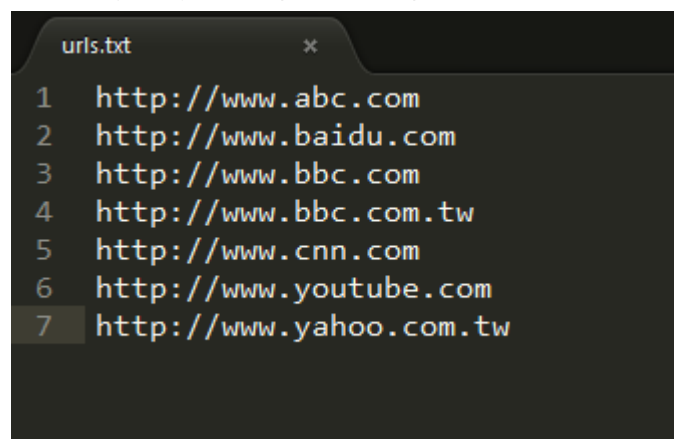 urls.txt ×
1 http://www.abc.com
2 http://www.baidu.com
3 http://www.bbc.com
4 http://www.bbc.com.tw
5 http://www.cnn.com
6 http://www.youtube.com
7 http://www.yahoo.com.tw